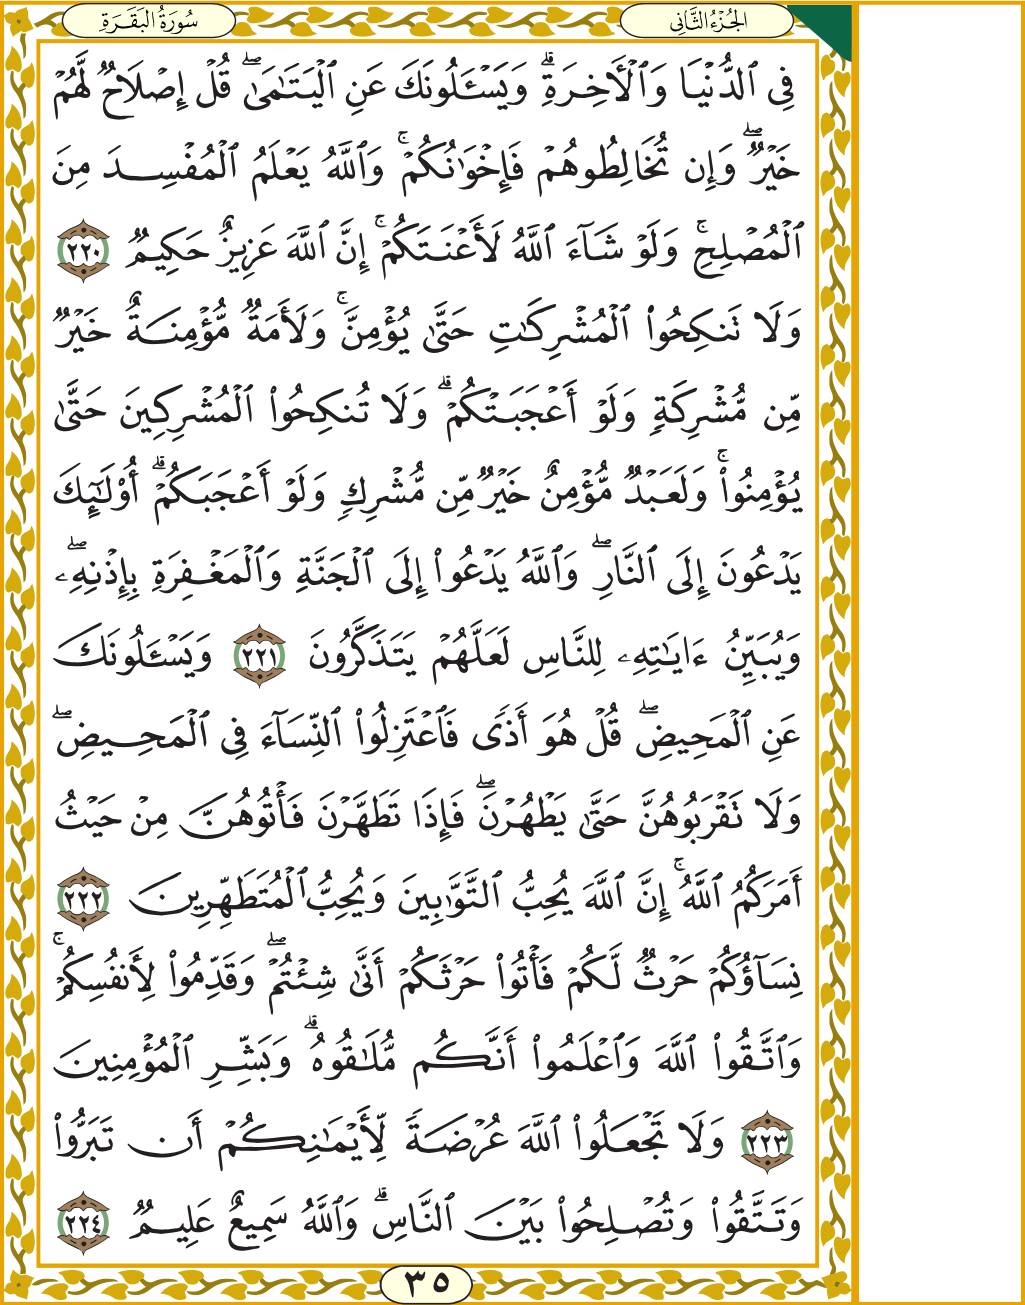 سُورَةُ البَقَرَةِ
الجُزْءُ الثَّانِي
فِي ٱلدُّنۡيَا وَٱلۡأٓخِرَةِۗ وَيَسۡـَٔلُونَكَ عَنِ ٱلۡيَتَٰمَىٰۖ قُلۡ إِصۡلَاحٞ لَّهُمۡ
خَيۡرٞۖ وَإِن تُخَالِطُوهُمۡ فَإِخۡوَٰنُكُمۡۚ وَٱللَّهُ يَعۡلَمُ ٱلۡمُفۡسِدَ مِنَ
ٱلۡمُصۡلِحِۚ وَلَوۡ شَآءَ ٱللَّهُ لَأَعۡنَتَكُمۡۚ إِنَّ ٱللَّهَ عَزِيزٌ حَكِيمٞ ٢٢٠
وَلَا تَنكِحُواْ ٱلۡمُشۡرِكَٰتِ حَتَّىٰ يُؤۡمِنَّۚ وَلَأَمَةٞ مُّؤۡمِنَةٌ خَيۡرٞ
مِّن مُّشۡرِكَةٖ وَلَوۡ أَعۡجَبَتۡكُمۡۗ وَلَا تُنكِحُواْ ٱلۡمُشۡرِكِينَ حَتَّىٰ
يُؤۡمِنُواْۚ وَلَعَبۡدٞ مُّؤۡمِنٌ خَيۡرٞ مِّن مُّشۡرِكٖ وَلَوۡ أَعۡجَبَكُمۡۗ أُوْلَٰٓئِكَ
يَدۡعُونَ إِلَى ٱلنَّارِۖ وَٱللَّهُ يَدۡعُوٓاْ إِلَى ٱلۡجَنَّةِ وَٱلۡمَغۡفِرَةِ بِإِذۡنِهِۦۖ
وَيُبَيِّنُ ءَايَٰتِهِۦ لِلنَّاسِ لَعَلَّهُمۡ يَتَذَكَّرُونَ ٢٢١ وَيَسۡـَٔلُونَكَ
عَنِ ٱلۡمَحِيضِۖ قُلۡ هُوَ أَذٗى فَٱعۡتَزِلُواْ ٱلنِّسَآءَ فِي ٱلۡمَحِيضِۖ
وَلَا تَقۡرَبُوهُنَّ حَتَّىٰ يَطۡهُرۡنَۖ فَإِذَا تَطَهَّرۡنَ فَأۡتُوهُنَّ مِنۡ حَيۡثُ
أَمَرَكُمُ ٱللَّهُۚ إِنَّ ٱللَّهَ يُحِبُّ ٱلتَّوَّٰبِينَ وَيُحِبُّ ٱلۡمُتَطَهِّرِينَ ٢٢٢
نِسَآؤُكُمۡ حَرۡثٞ لَّكُمۡ فَأۡتُواْ حَرۡثَكُمۡ أَنَّىٰ شِئۡتُمۡۖ وَقَدِّمُواْ لِأَنفُسِكُمۡۚ
وَٱتَّقُواْ ٱللَّهَ وَٱعۡلَمُوٓاْ أَنَّكُم مُّلَٰقُوهُۗ وَبَشِّرِ ٱلۡمُؤۡمِنِينَ
٢٢٣ وَلَا تَجۡعَلُواْ ٱللَّهَ عُرۡضَةٗ لِّأَيۡمَٰنِكُمۡ أَن تَبَرُّواْ
وَتَتَّقُواْ وَتُصۡلِحُواْ بَيۡنَ ٱلنَّاسِۚ وَٱللَّهُ سَمِيعٌ عَلِيمٞ ٢٢٤
٣٥